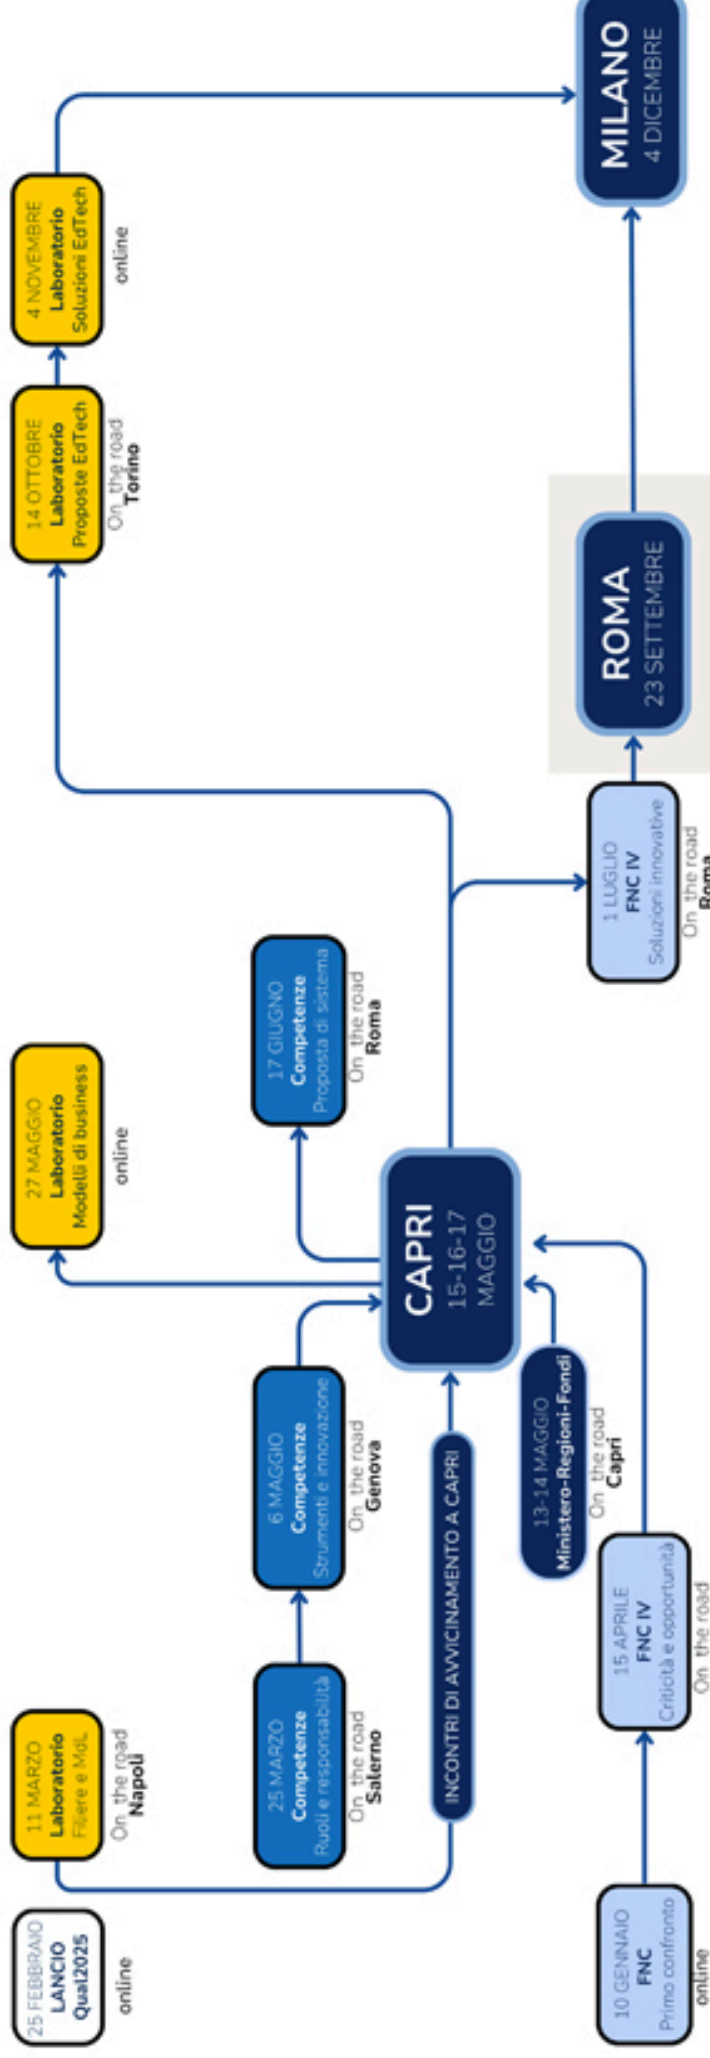 25 FEBBRAIO
LANCIO
Qual2025
online
11 MARZO
Laboratorio
Filiere e MdL
On the road
Napoli
27 MAGGIO
Laboratorio
Modelli di business
online
14 OTTOBRE
Laboratorio
Proposte EdTech
On the road
Torino
4 NOVEMBRE
Laboratorio
Soluzioni EdTech
online
25 MARZO
Competenze
Ruoli e responsabilità
On the road
Salerno
6 MAGGIO
Competenze
Strumenti e innovazione
On the road
Genova
17 GIUGNO
Competenze
Proposta di sistema
On the road
Roma
INCONTRI DI AVVICINAMENTO A CAPRI
CAPRI
15-16-17
MAGGIO
13-14 MAGGIO
Ministero-Regioni-Fondi
On the road
Capri
10 GENNAIO
FNC
Primo confronto
online
15 APRILE
FNC IV
Criticità e opportunità
On the road
1 LUGLIO
FNC IV
Soluzioni innovative
On the road
Roma
ROMA
23 SETTEMBRE
MILANO
4 DICEMBRE